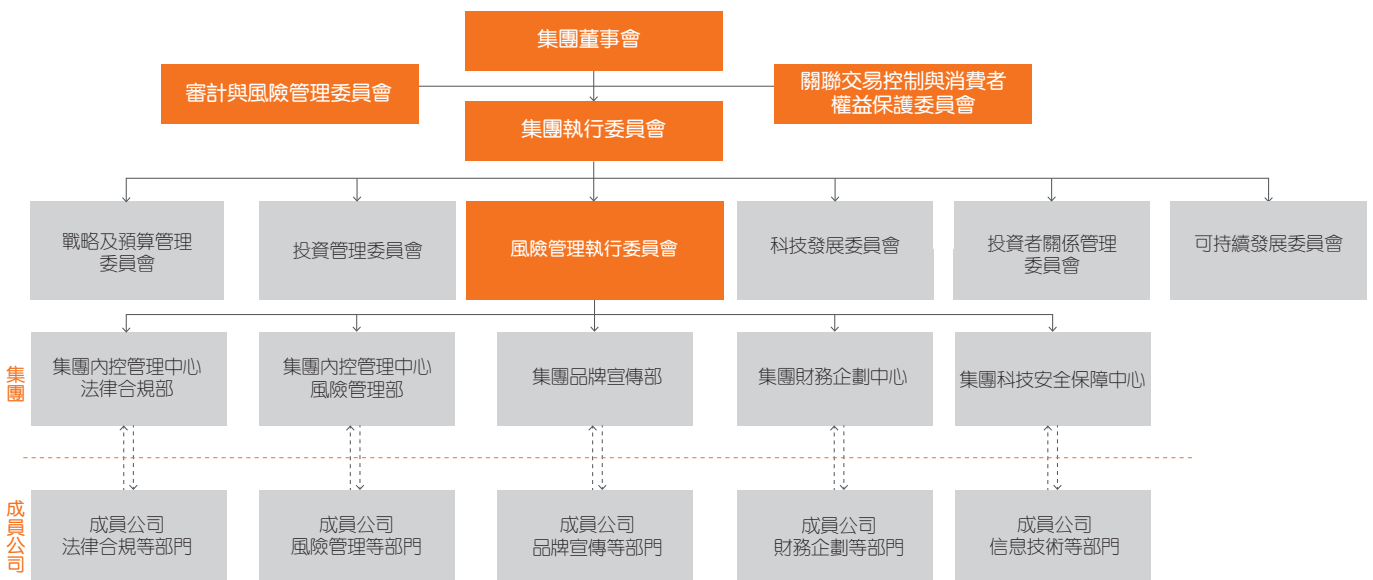 集團董事會
審計與風險管理委員會
關聯交易控制與消費者
權益保護委員會
集團執行委員會
戰略及預算管理
委員會
投資管理委員會
風險管理執行委員會
科技發展委員會
投資者關係管理
委員會
可持續發展委員會
集團
集團內控管理中心
法律合規部
集團內控管理中心
風險管理部
集團品牌宣傳部
集團財務企劃中心
集團科技安全保障中心
成員公司
成員公司
法律合規等部門
成員公司
風險管理等部門
成員公司
品牌宣傳等部門
成員公司
財務企劃等部門
成員公司
信息技術等部門